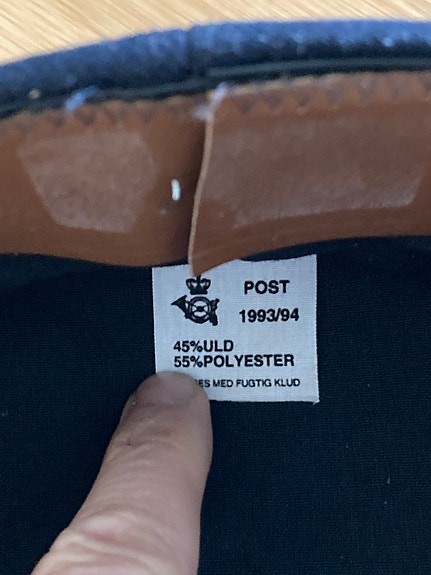 POST
1993/94
45%ULD
55%POLYESTER
MED FUGTIG KLUD